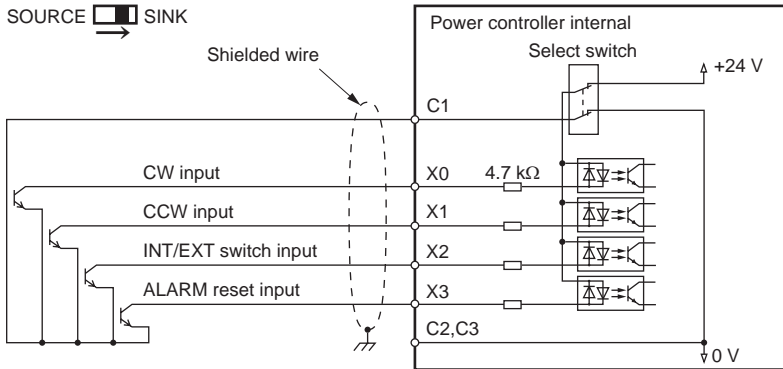 SOURCE SINK
Power controller internal
Select switch
Shielded wire
+24 V
C1
CW input
X0
4.7 kΩ
CCW input
X1
INT/EXT switch input
X2
ALARM reset input
X3
C2,C3
0 V